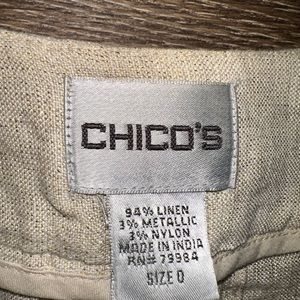 CHICO'S
94% LINEN
3% METALLIC
3% NYLON
MADE IN INDIA
RN# 79984
SIZE 0